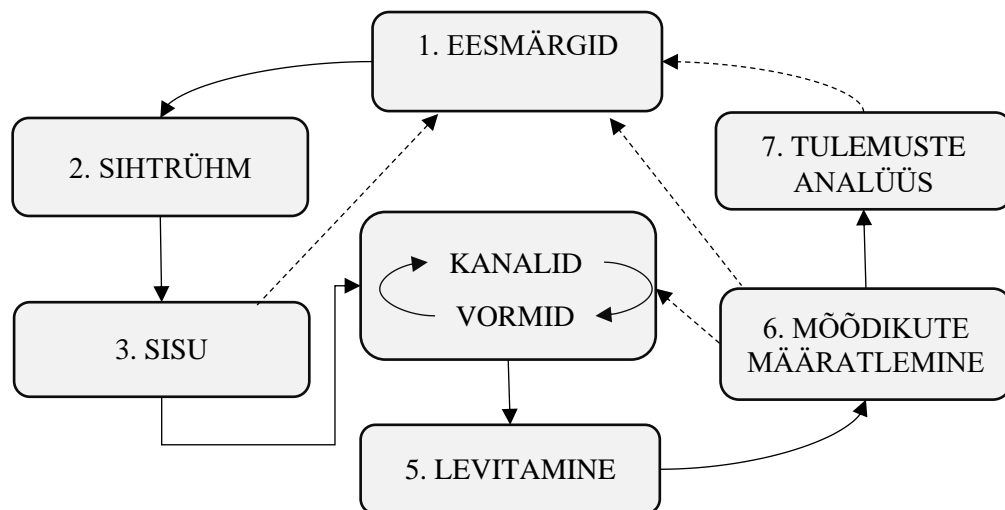 1. EESMÄRGID
2. SIHTRÜHM
3. SISU
KANALID
VORMID
5. LEVITAMINE
6. MÕÕDIKUTE
MÄÄRATLEMINE
7. TULEMUSTE
ANALÜÜS